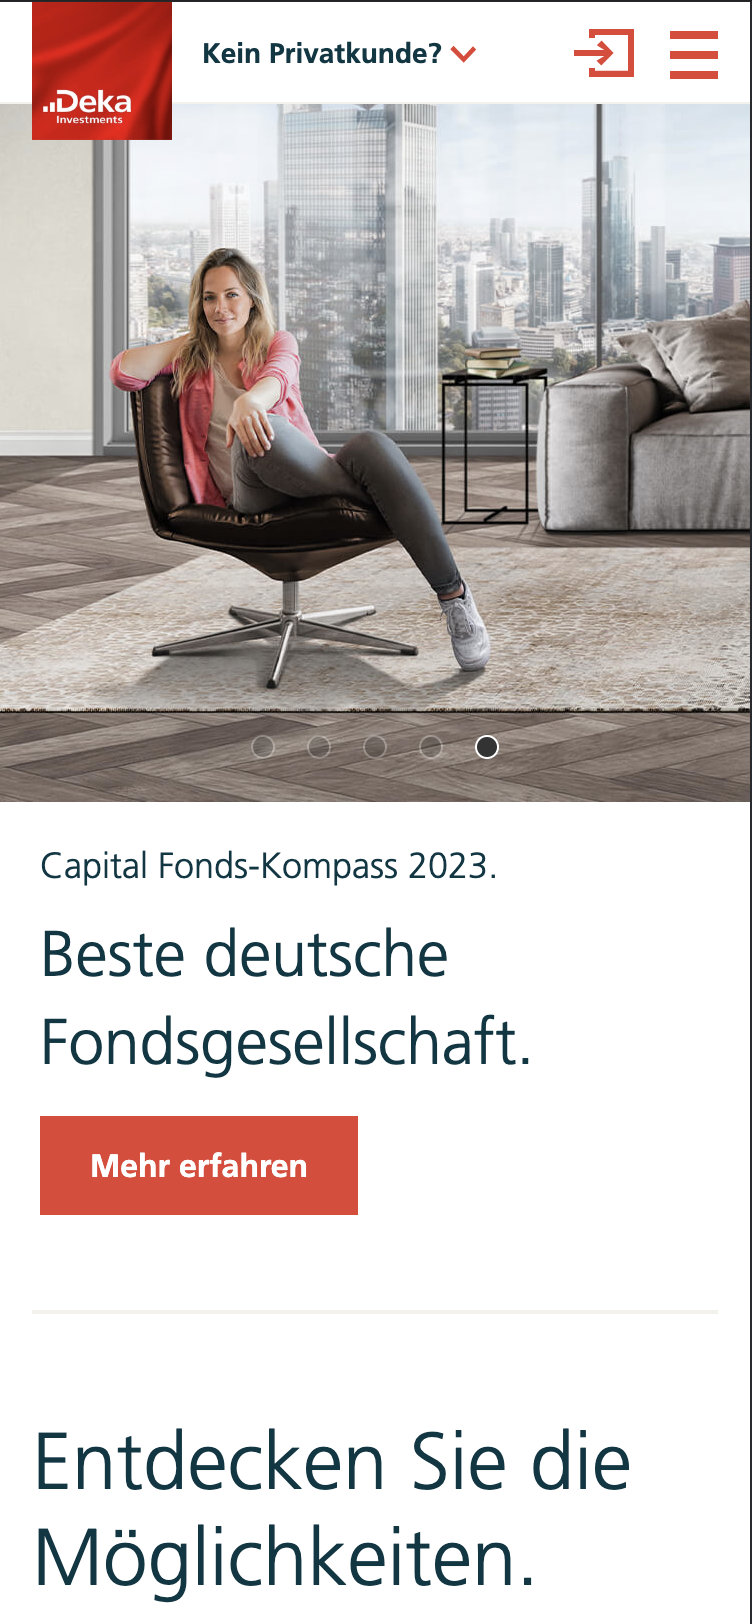 Deka
Investments
Kein Privatkunde?
Capital Fonds-Kompass 2023.
Beste deutsche
Fondsgesellschaft.
Mehr erfahren
Entdecken Sie die
Möglichkeiten.